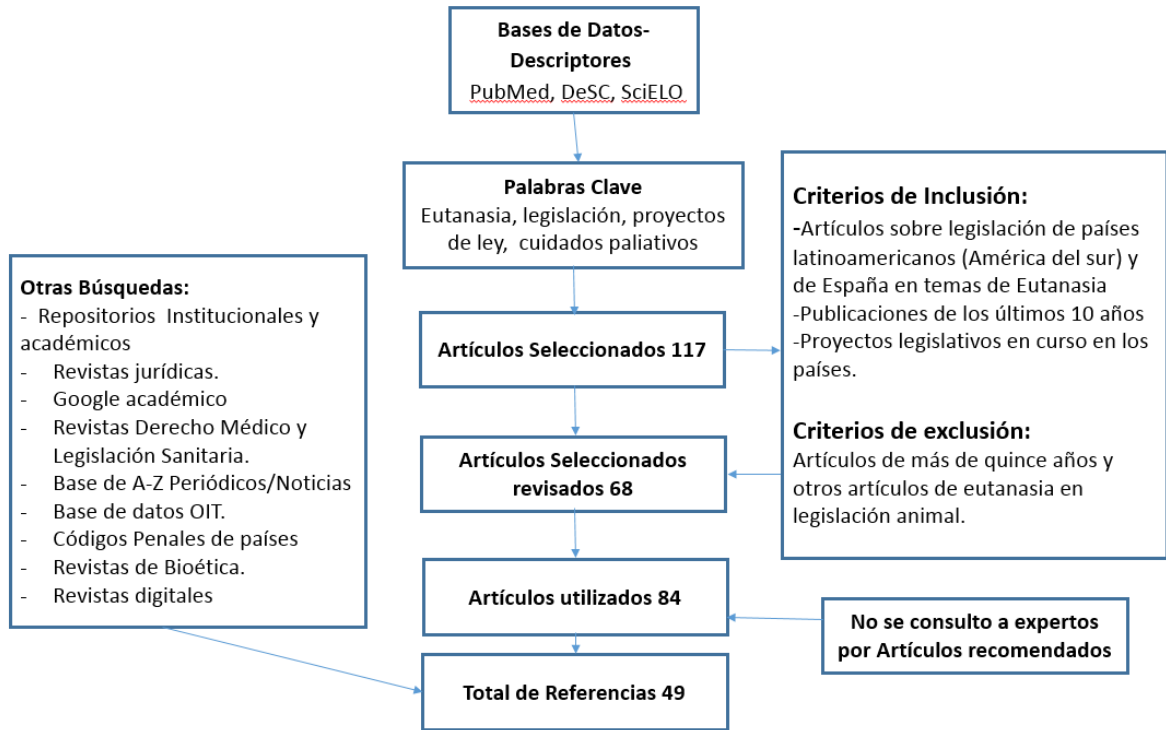 Bases de Datos-
Descriptores
PubMed, DeSC, SciELO
Palabras Clave
Eutanasia, legislación, proyectos
de ley, cuidados paliativos
Criterios de Inclusión:
-Artículos sobre legislación de países
latinoamericanos (América del sur) y
de España en temas de Eutanasia
-Publicaciones de los últimos 10 años
-Proyectos legislativos en curso en los
países.
Criterios de exclusión:
Artículos de más de quince años y
otros artículos de eutanasia en
legislación animal.
Otras Búsquedas:
- Repositorios Institucionales y
académicos
- Revistas jurídicas.
- Google académico
- Revistas Derecho Médico y
Legislación Sanitaria.
- Base de A-Z Periódicos/Noticias
- Base de datos OIT.
- Códigos Penales de países
- Revistas de Bioética.
- Revistas digitales
Artículos Seleccionados 117
Artículos Seleccionados
revisados 68
Artículos utilizados 84
No se consulto a expertos
por Artículos recomendados
Total de Referencias 49